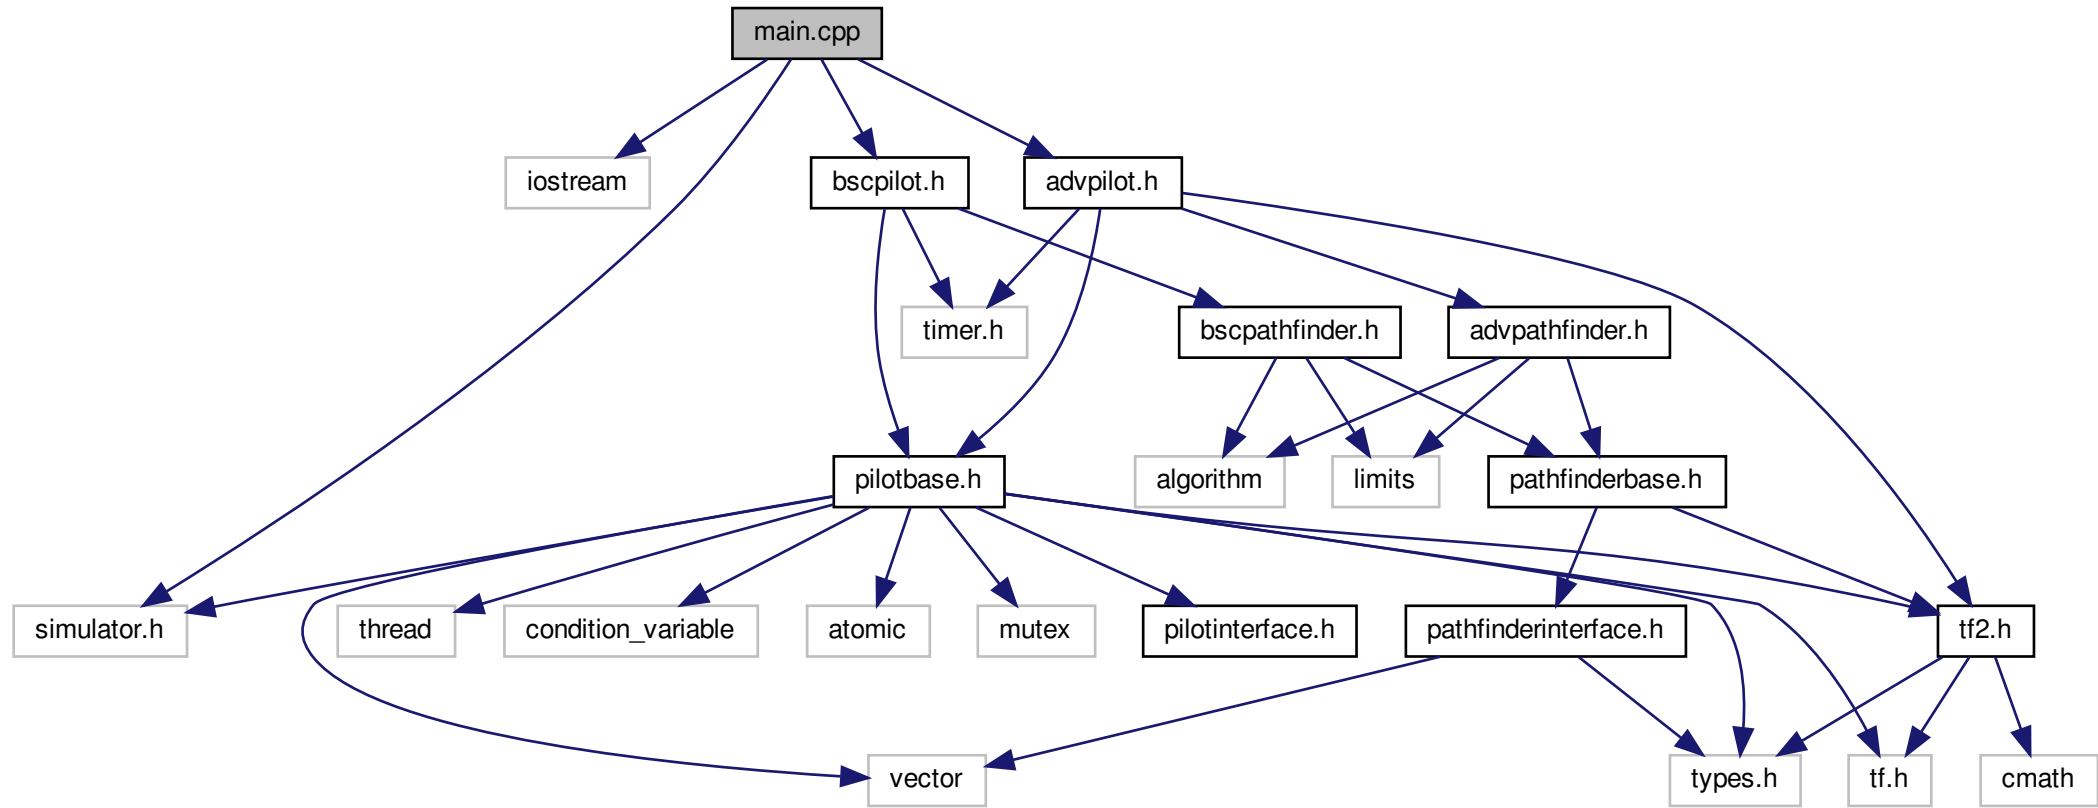 main.cpp
iostream
bscpilot.h
advpilot.h
timer.h
bscpathfinder.h
advpathfinder.h
pilotbase.h
algorithm
limits
pathfinderbase.h
simulator.h
thread
condition_variable
atomic
mutex
pilotinterface.h
pathfinderinterface.h
tf2.h
vector
types.h
tf.h
cmath